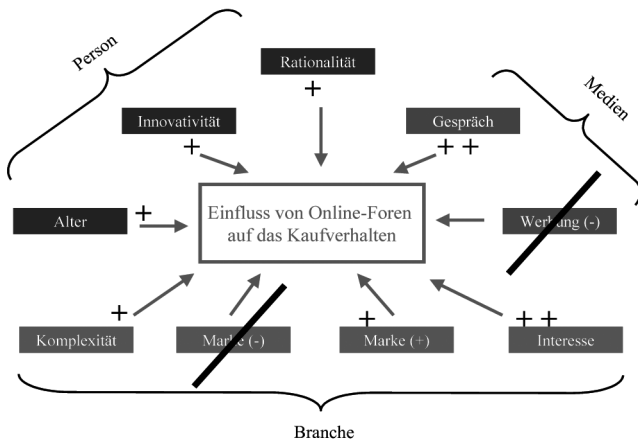 Person
Rationalität
+
Medien
Innovativität
+
Gespräch
+ +
Alter
+
Einfluss von Online-Foren
auf das Kaufverhalten
Werbung (-)
Komplexität
+
Marke (-)
Marke (+)
+
Interesse
+ +
Branche